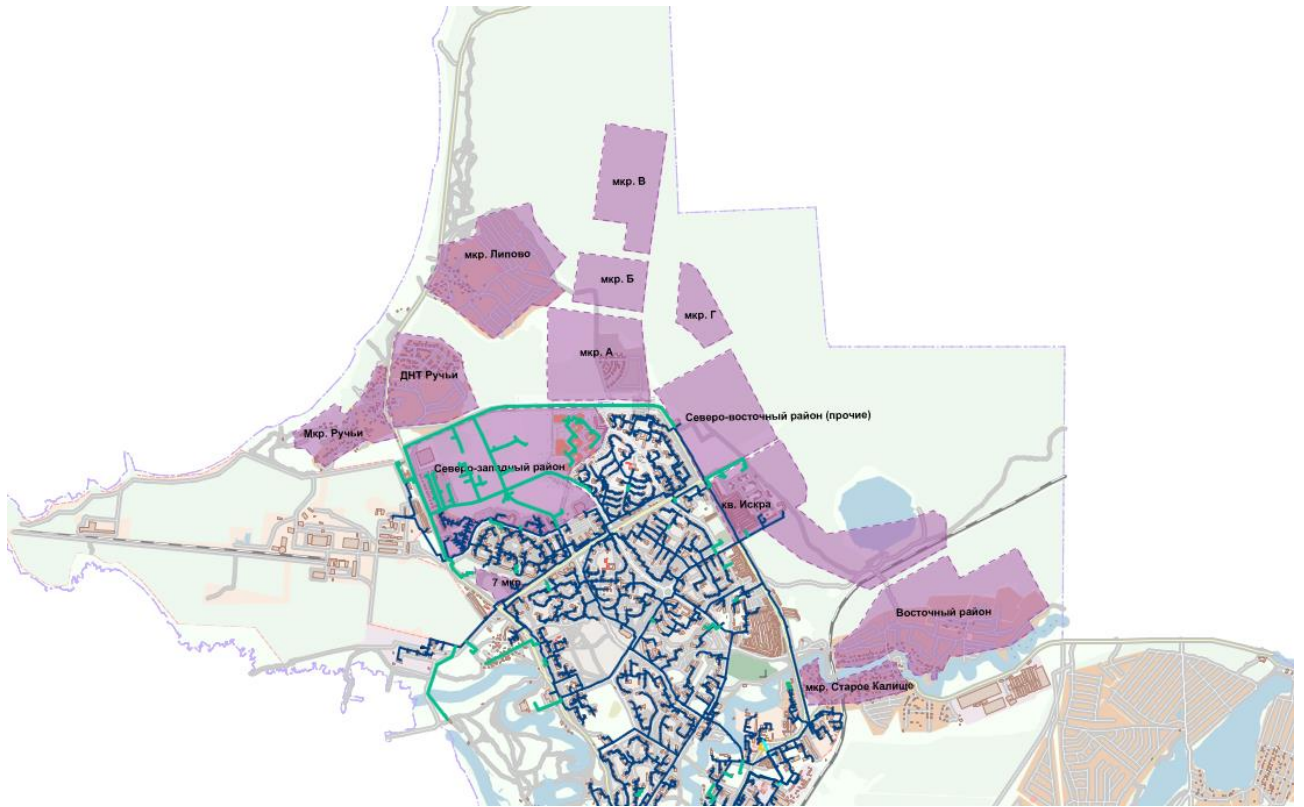 мкр. В
мкр. Липово
мкр. Б
мкр. Г
мкр. А
ДНТ Ручьи
Северо-восточный район (прочие)
Мкр. Ручьи
Северо-западный район
кв. Искра
7 мкр
Восточный район
мкр. Старое Калище